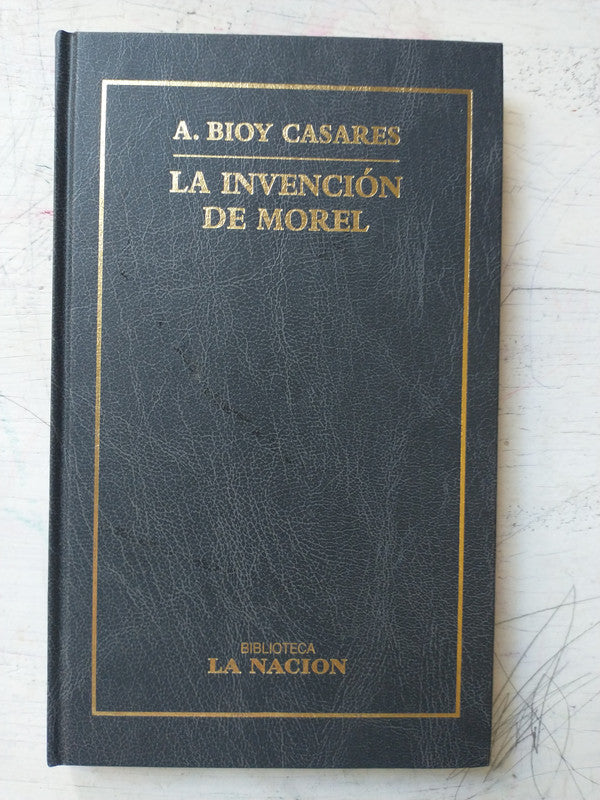 A. BIOY CASARES
LA INVENCIÓN
DE MOREL
BIBLIOTECA
LA NACION